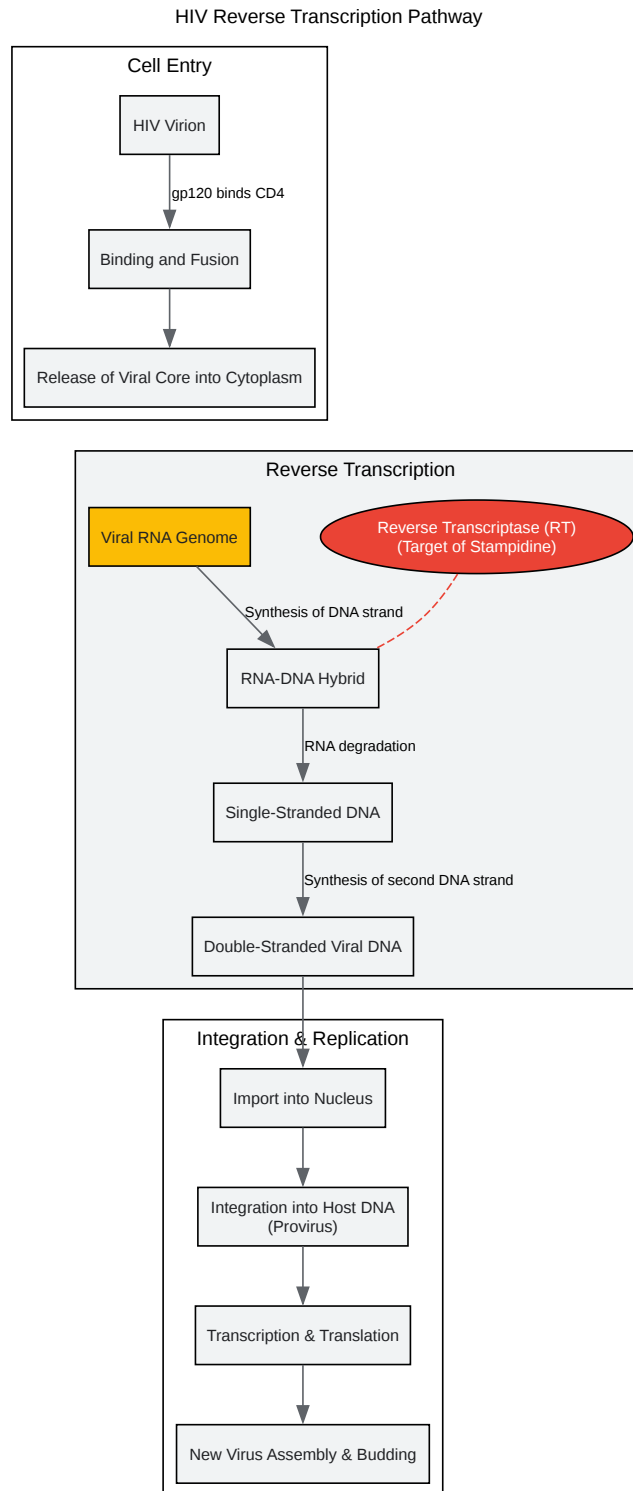 HIV Reverse Transcription Pathway
Cell Entry
HIV Virion
gp120 binds CD4
Binding and Fusion
Release of Viral Core into Cytoplasm
Reverse Transcription
Viral RNA Genome
Reverse Transcriptase (RT)
(Target of Stampidine)
Synthesis of DNA strand
RNA-DNA Hybrid
RNA degradation
Single-Stranded DNA
Synthesis of second DNA strand
Double-Stranded Viral DNA
Integration & Replication
Import into Nucleus
Integration into Host DNA
(Provirus)
Transcription & Translation
New Virus Assembly & Budding